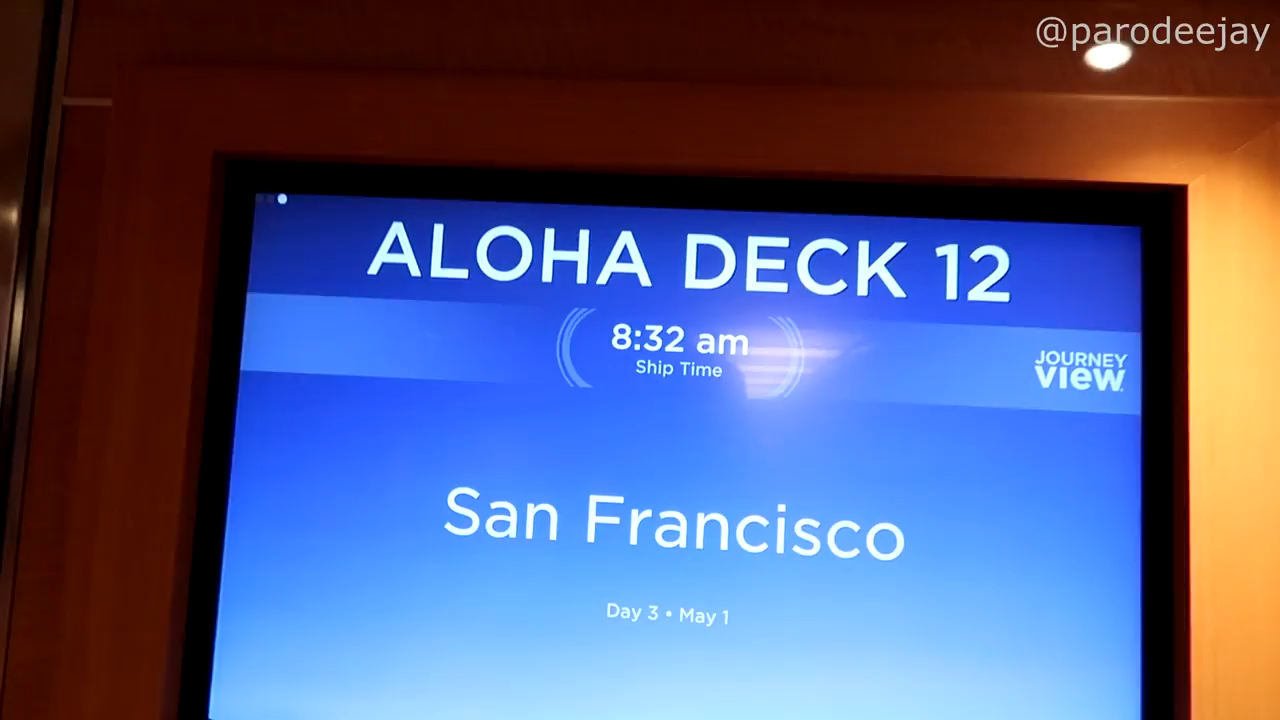 @parodeejay
ALOHA DECK 12
8:32 am
Ship Time
JOURNEY
view
San Francisco
Day 3 • May 1